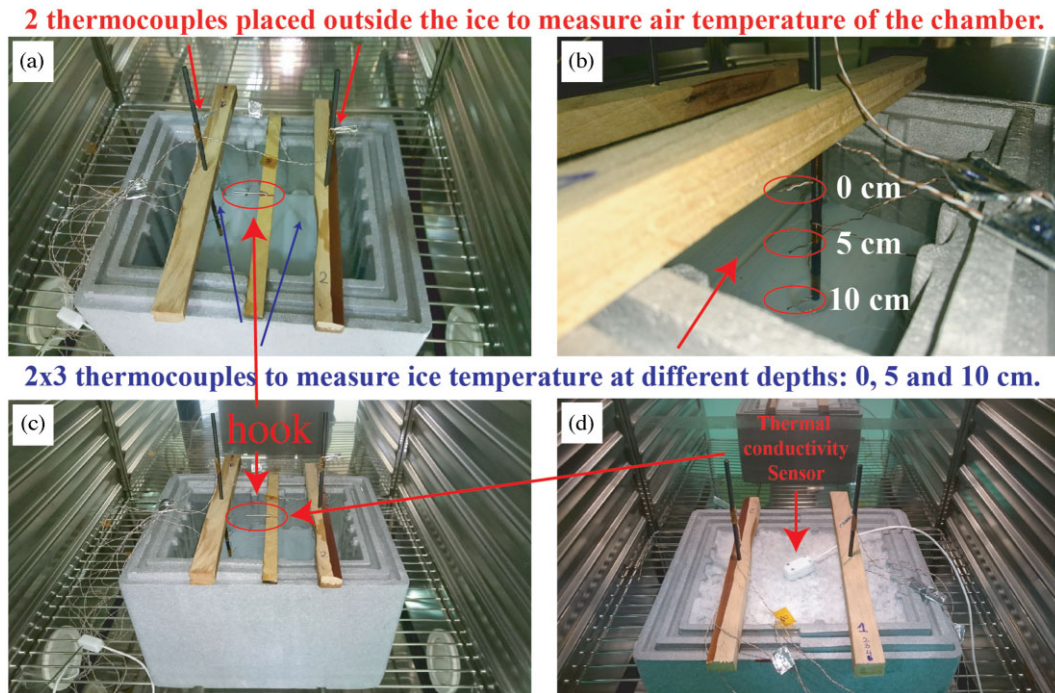 2 thermocouples placed outside the ice to measure air temperature of the chamber.
(a)
(b)
0 cm
5 cm
10 cm
2
2x3 thermocouples to measure ice temperature at different depths: 0, 5 and 10 cm.
(c)
hook
2
(d)
Thermal
conductivity
Sensor
1